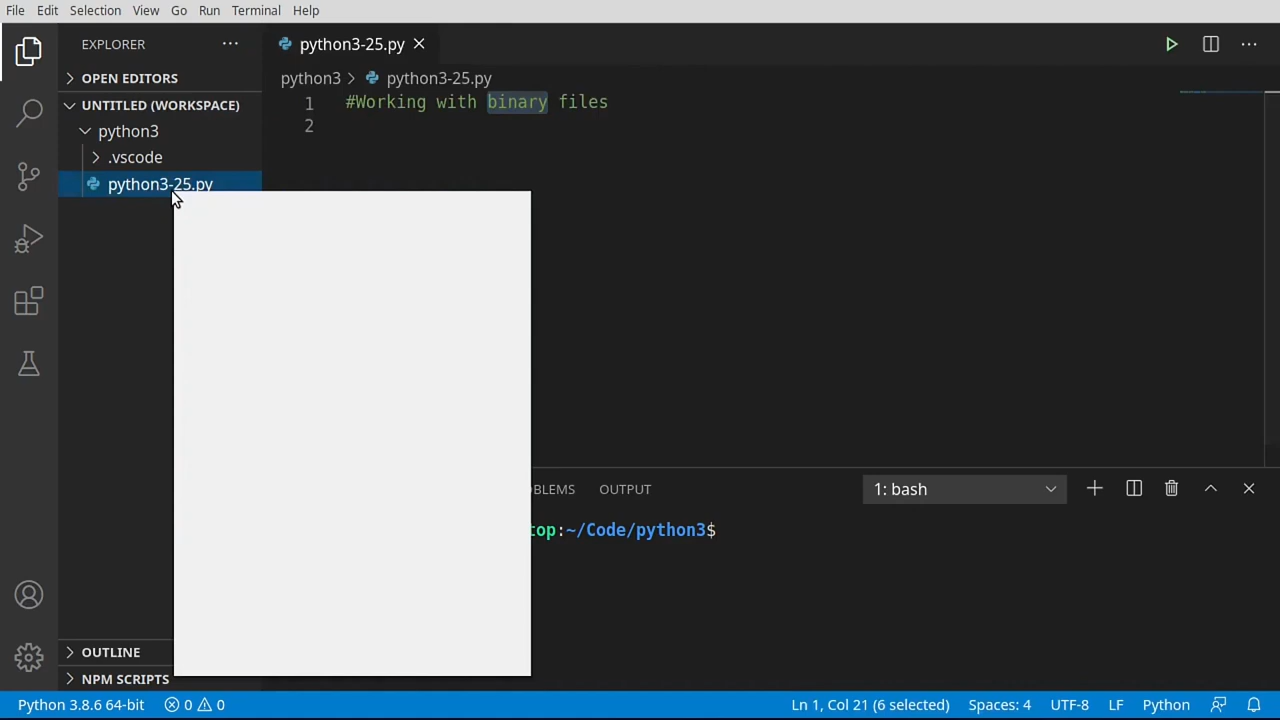 File Edit Selection View Go Run Terminal Help
EXPLORER
python3-25.py
OPEN EDITORS
python3 > python3-25.py
UNTITLED (WORKSPACE)
1 #Working with binary files
2
python3
.vscode
python3-25.py
BLEMS OUTPUT 1: bash
top:~/Code/python3$
OUTLINE
NPM SCRIPTS
Python 3.8.6 64-bit 0 0 Ln 1, Col 21 (6 selected) Spaces: 4 UTF-8 LF Python